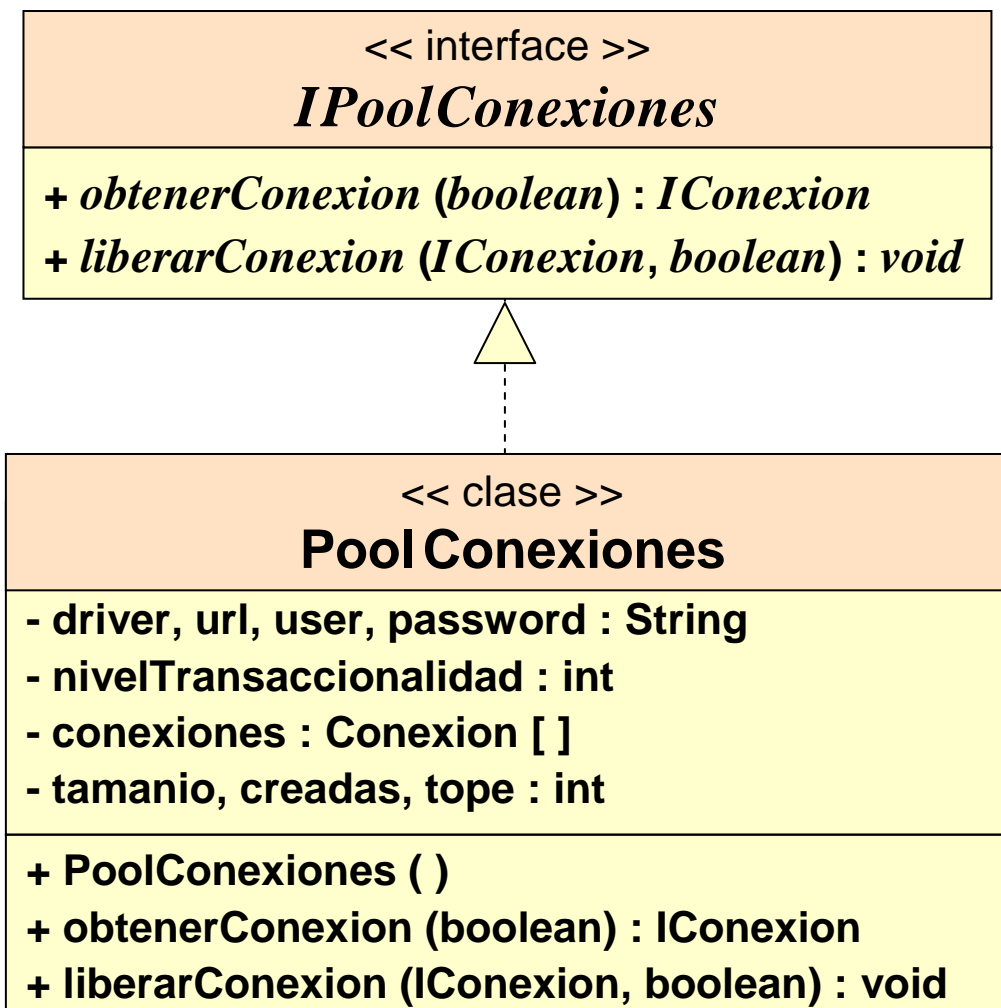 << interface >>
IPoolConexiones
+ obtenerConexion (boolean) : IConexion
+ liberarConexion (IConexion, boolean) : void
<< clase >>
PoolConexiones
- driver, url, user, password : String
- nivelTransaccionalidad : int
- conexiones : Conexion [ ]
- tamanio, creadas, tope : int
+ PoolConexiones ( )
+ obtenerConexion (boolean) : IConexion
+ liberarConexion (IConexion, boolean) : void